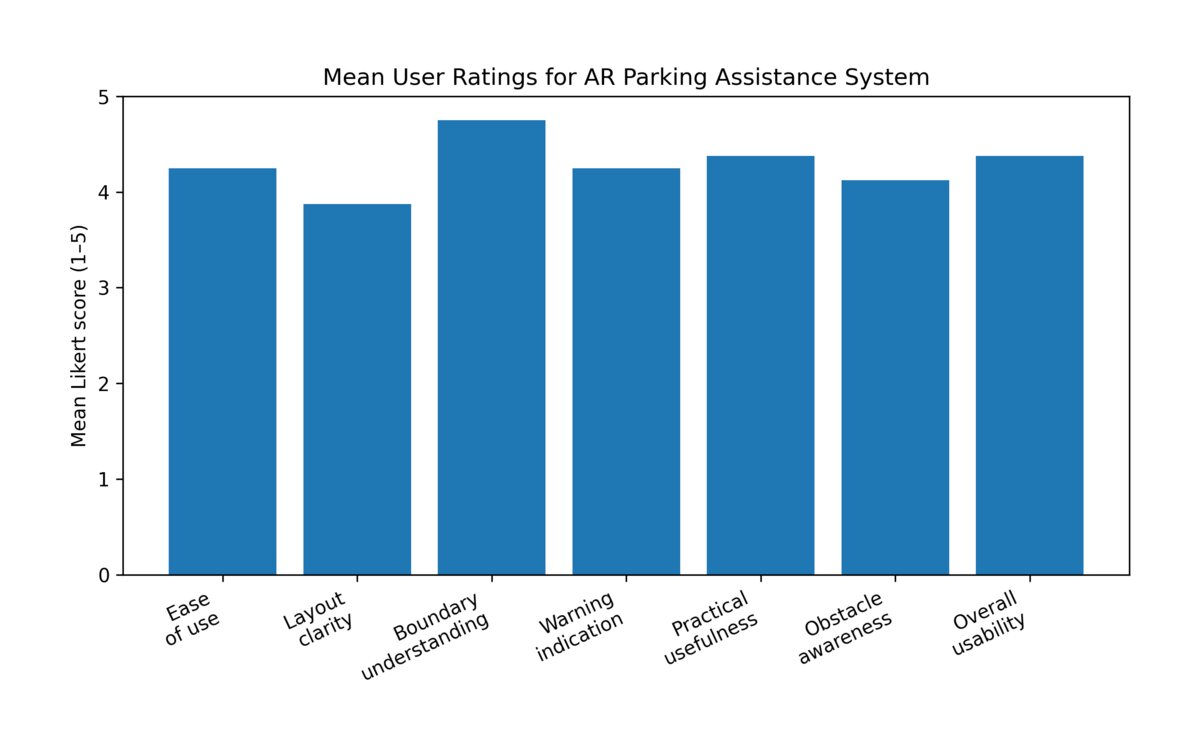 Mean User Ratings for AR Parking Assistance System
Mean Likert score (1–5)
5
4
3
2
1
0
Ease
of use
Layout
clarity
Boundary
understanding
Warning
indication
Practical
usefulness
Obstacle
awareness
Overall
usability